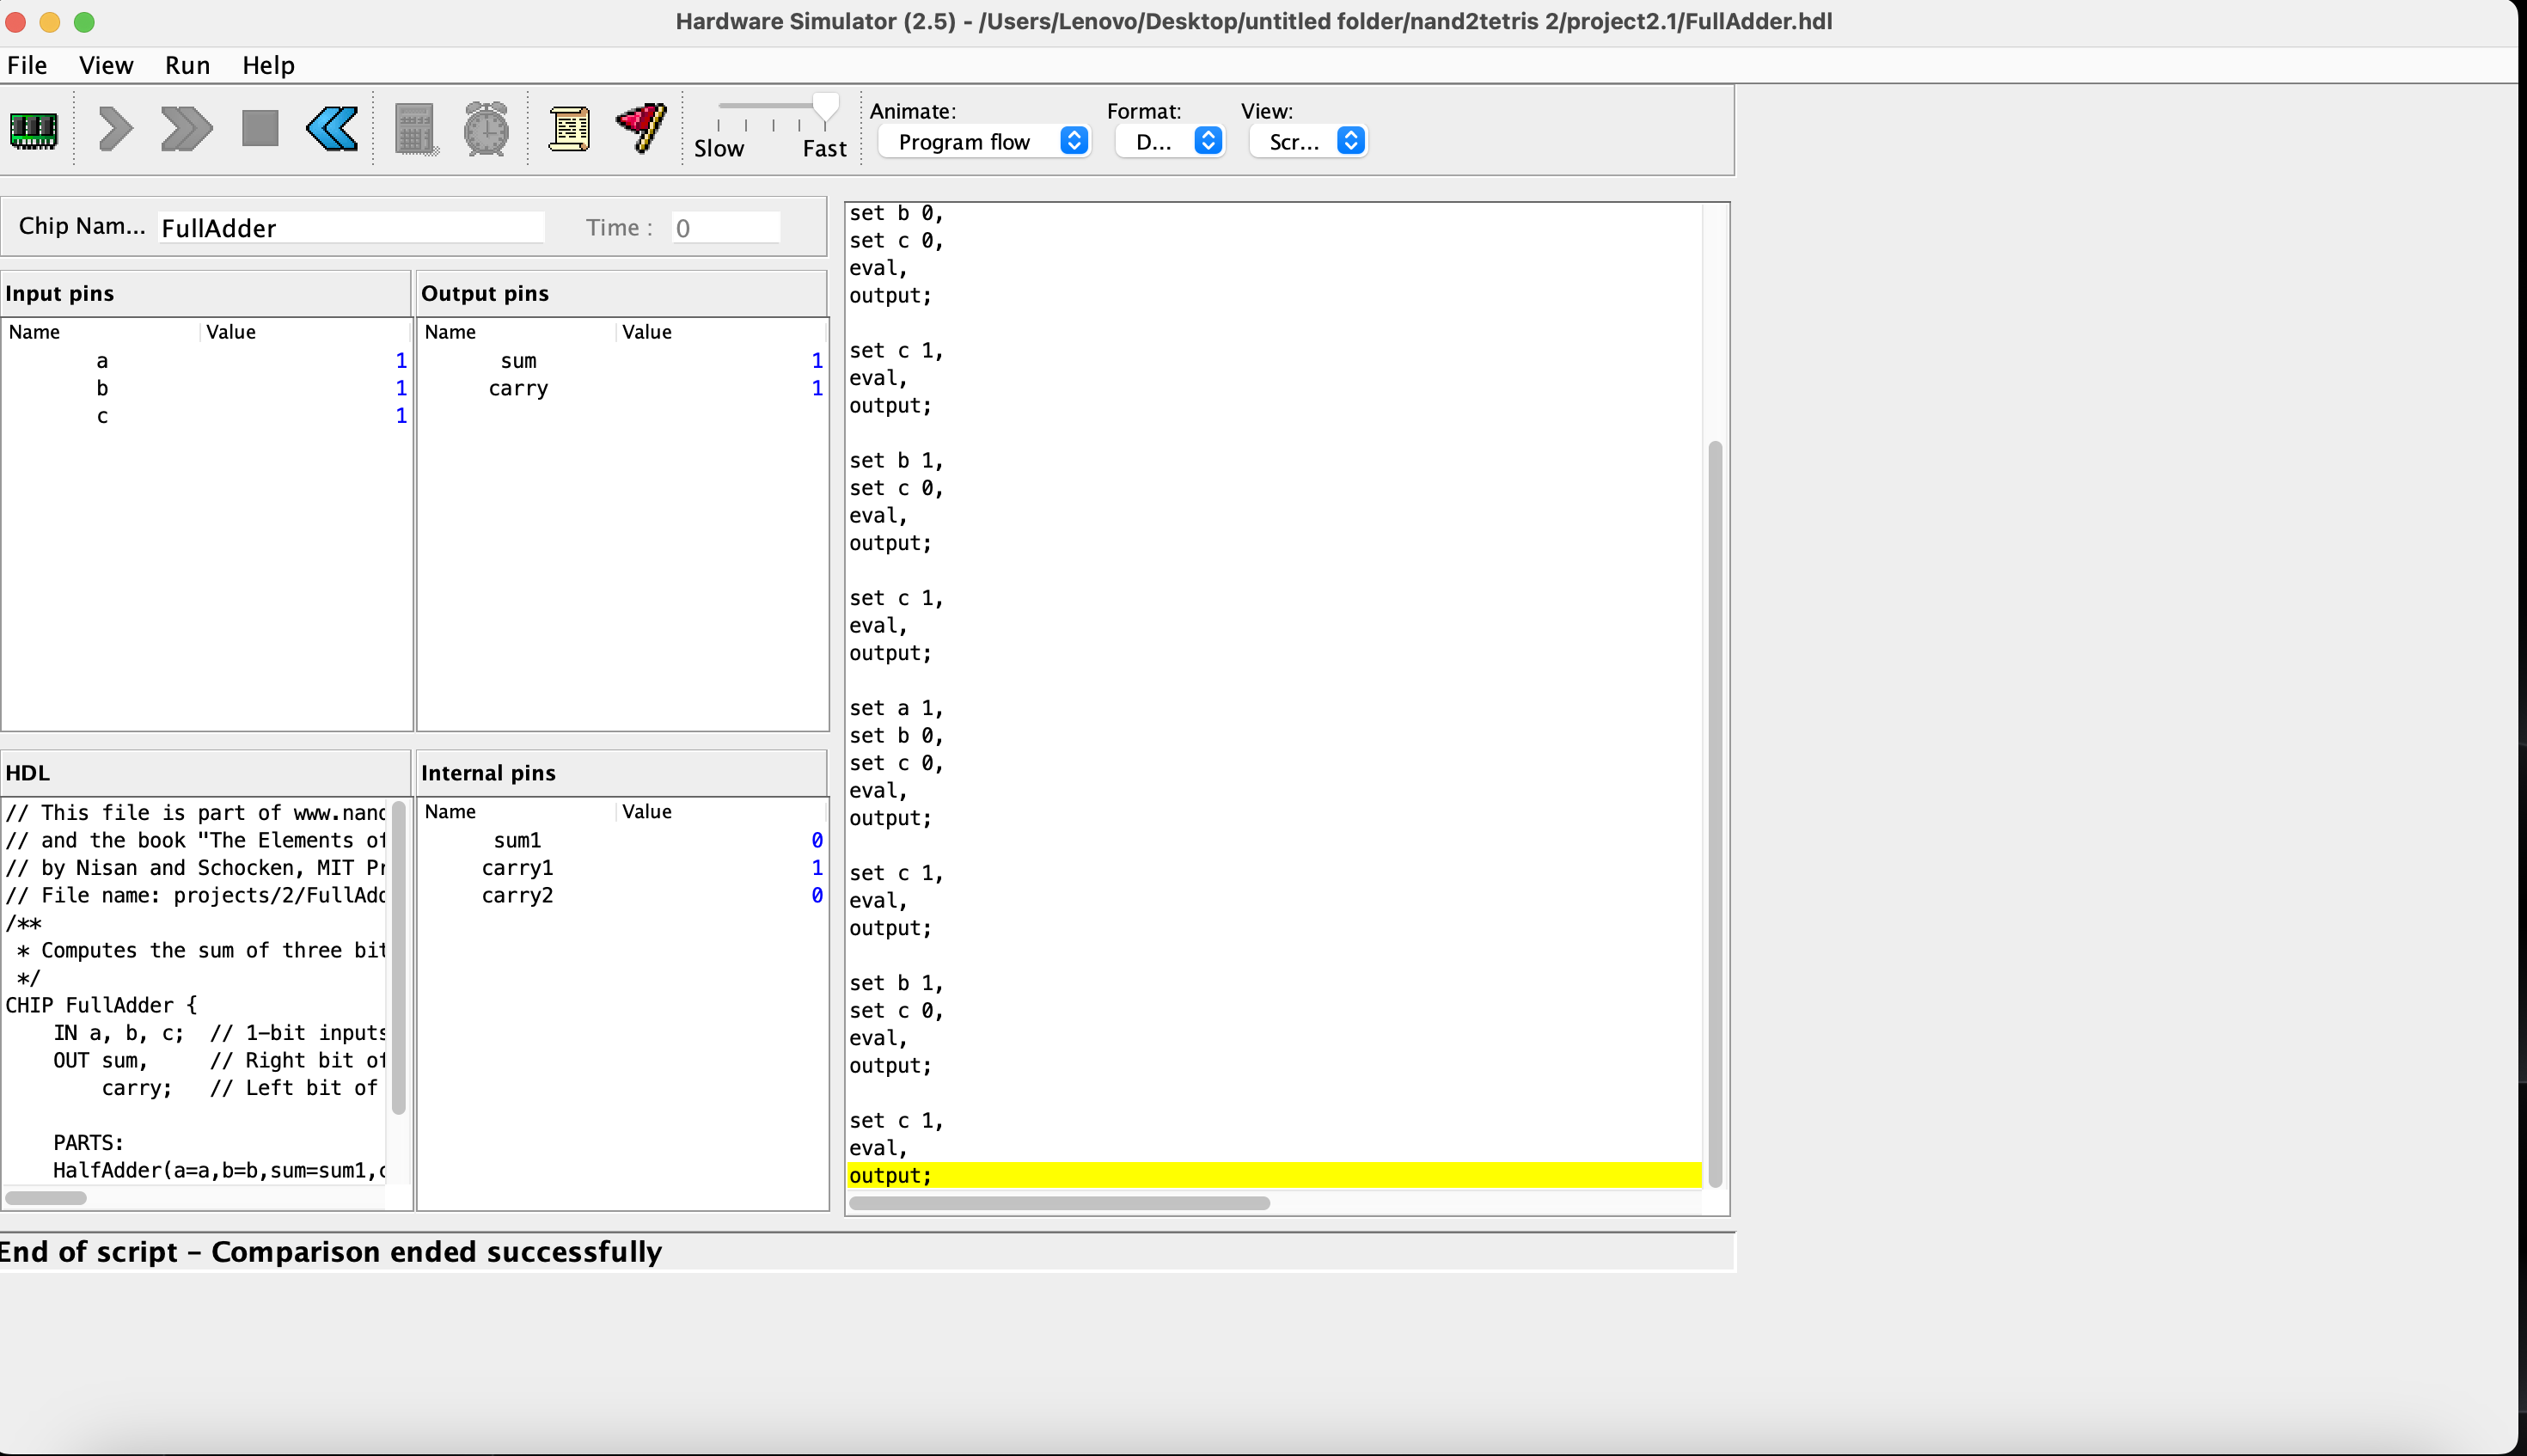 Hardware Simulator (2.5) - /Users/Lenovo/Desktop/untitled folder/nand2tetris 2/project2.1/FullAdder.hdl
File View Run Help
Animate: Format: View:
Slow Fast Program flow D... Scr...
Chip Nam... FullAdder Time : 0
Input pins
Name Value
a 1
b 1
c 1
Output pins
Name Value
sum 1
carry 1
HDL
// This file is part of www.nand
// and the book "The Elements of
// by Nisan and Schocken, MIT Pr
// File name: projects/2/FullAdd
/**
* Computes the sum of three bit
*/
CHIP FullAdder {
IN a, b, c; // 1-bit inputs
OUT sum, // Right bit of
carry; // Left bit of
PARTS:
HalfAdder(a=a,b=b,sum=sum1,c
Internal pins
Name Value
sum1 0
carry1 1
carry2 0
set b 0,
set c 0,
eval,
output;
set c 1,
eval,
output;
set b 1,
set c 0,
eval,
output;
set c 1,
eval,
output;
set a 1,
set b 0,
set c 0,
eval,
output;
set c 1,
eval,
output;
set b 1,
set c 0,
eval,
output;
set c 1,
eval,
output;
End of script – Comparison ended successfully